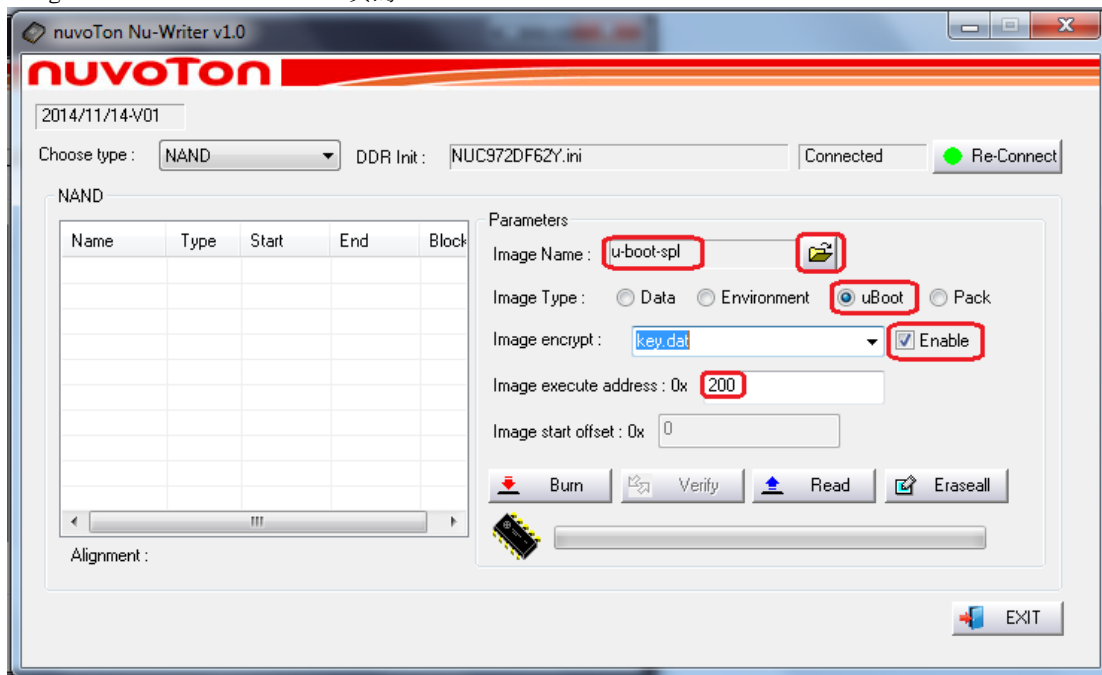 nuvoTon Nu-Writer v1.0
nuvoTon
2014/11/14-V01
Choose type : NAND DDR Init : NUC972DF62Y.ini Connected Re-Connect
NAND
Name Type Start End Block
Parameters
Image Name : u-boot-spl
Image Type : Data Environment uBoot Pack
Image encrypt : key.dat Enable
Image execute address : 0x 200
Image start offset : 0x 0
Burn Verify Read Eraseall
Alignment :
EXIT